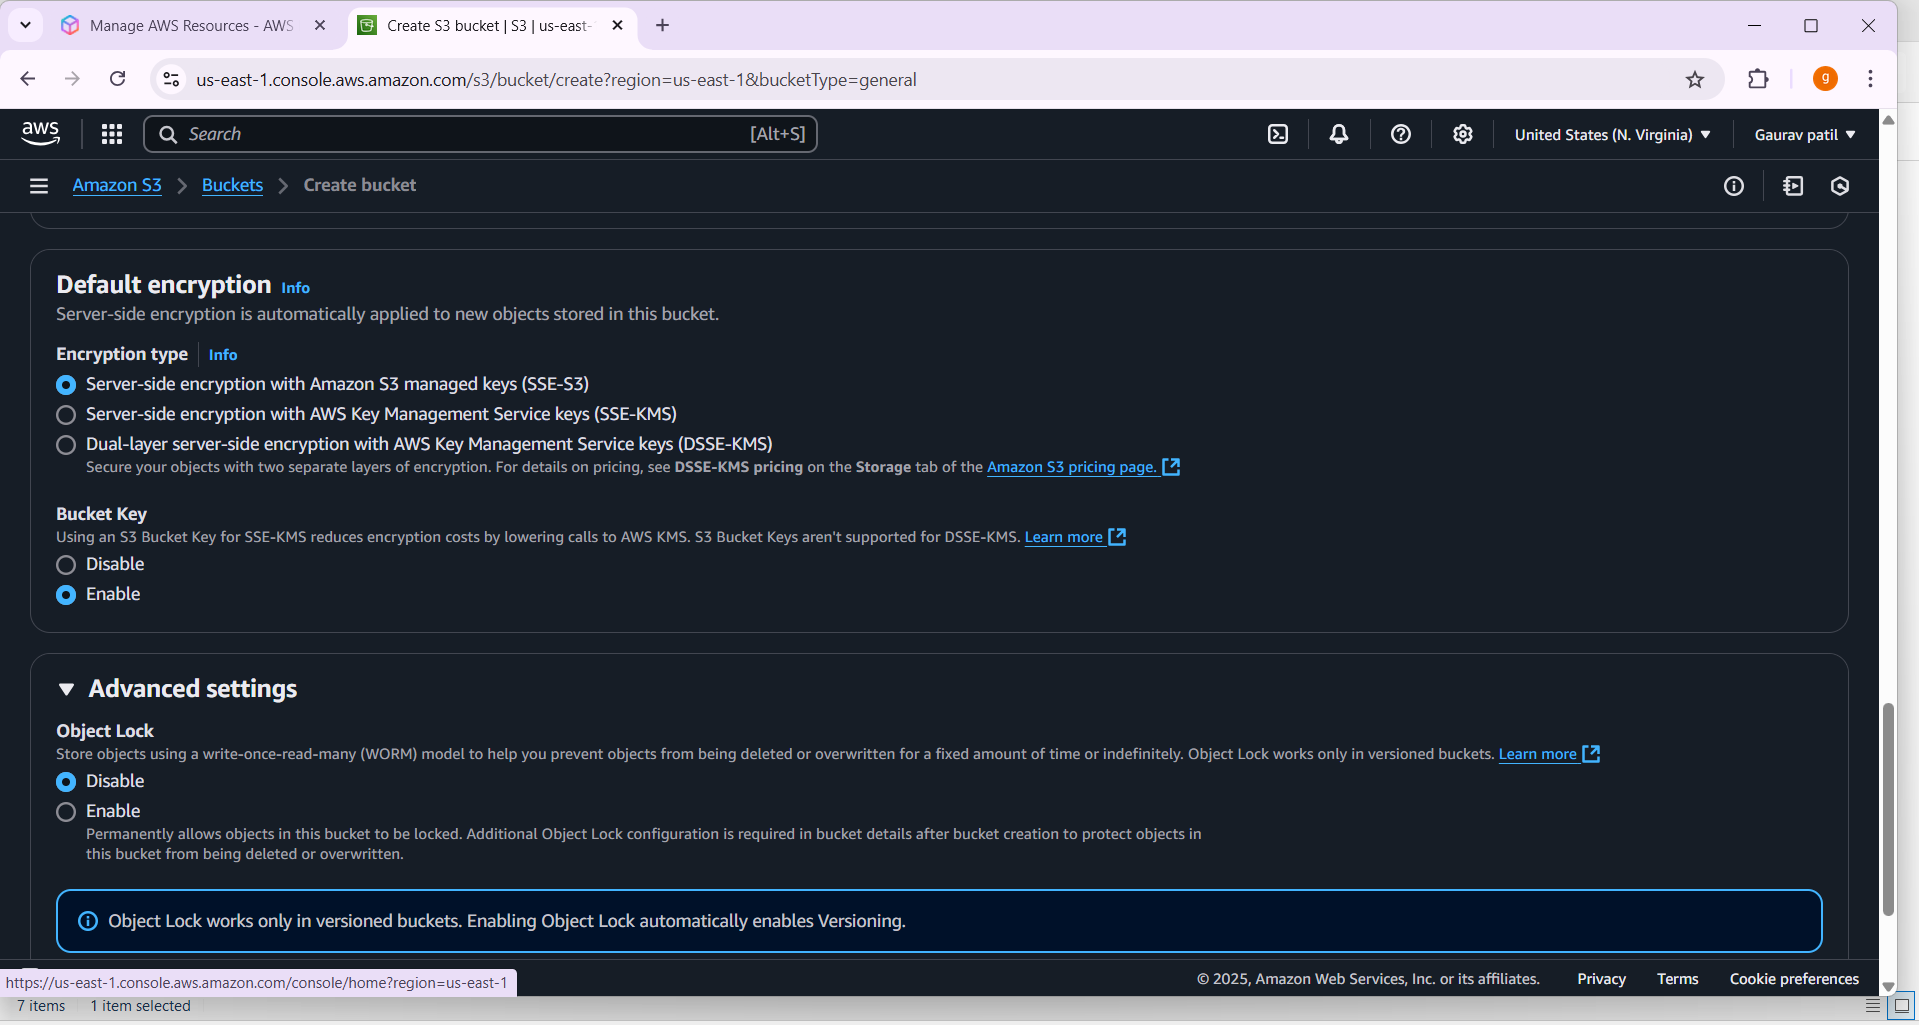 Manage AWS Resources - AWS
Create S3 bucket | S3 | us-east-
us-east-1.console.aws.amazon.com/s3/bucket/create?region=us-east-1&bucketType=general
g
aws
Search
[Alt+S]
United States (N. Virginia)
Gaurav patil
Amazon S3
Buckets
Create bucket
Default encryption Info
Server-side encryption is automatically applied to new objects stored in this bucket.
Encryption type Info
Server-side encryption with Amazon S3 managed keys (SSE-S3)
Server-side encryption with AWS Key Management Service keys (SSE-KMS)
Dual-layer server-side encryption with AWS Key Management Service keys (DSSE-KMS)
Secure your objects with two separate layers of encryption. For details on pricing, see DSSE-KMS pricing on the Storage tab of the Amazon S3 pricing page.
Bucket Key
Using an S3 Bucket Key for SSE-KMS reduces encryption costs by lowering calls to AWS KMS. S3 Bucket Keys aren't supported for DSSE-KMS. Learn more
Disable
Enable
Advanced settings
Object Lock
Store objects using a write-once-read-many (WORM) model to help you prevent objects from being deleted or overwritten for a fixed amount of time or indefinitely. Object Lock works only in versioned buckets. Learn more
Disable
Enable
Permanently allows objects in this bucket to be locked. Additional Object Lock configuration is required in bucket details after bucket creation to protect objects in
this bucket from being deleted or overwritten.
Object Lock works only in versioned buckets. Enabling Object Lock automatically enables Versioning.
https://us-east-1.console.aws.amazon.com/console/home?region=us-east-1
© 2025, Amazon Web Services, Inc. or its affiliates.
Privacy
Terms
Cookie preferences
7 items
1 item selected